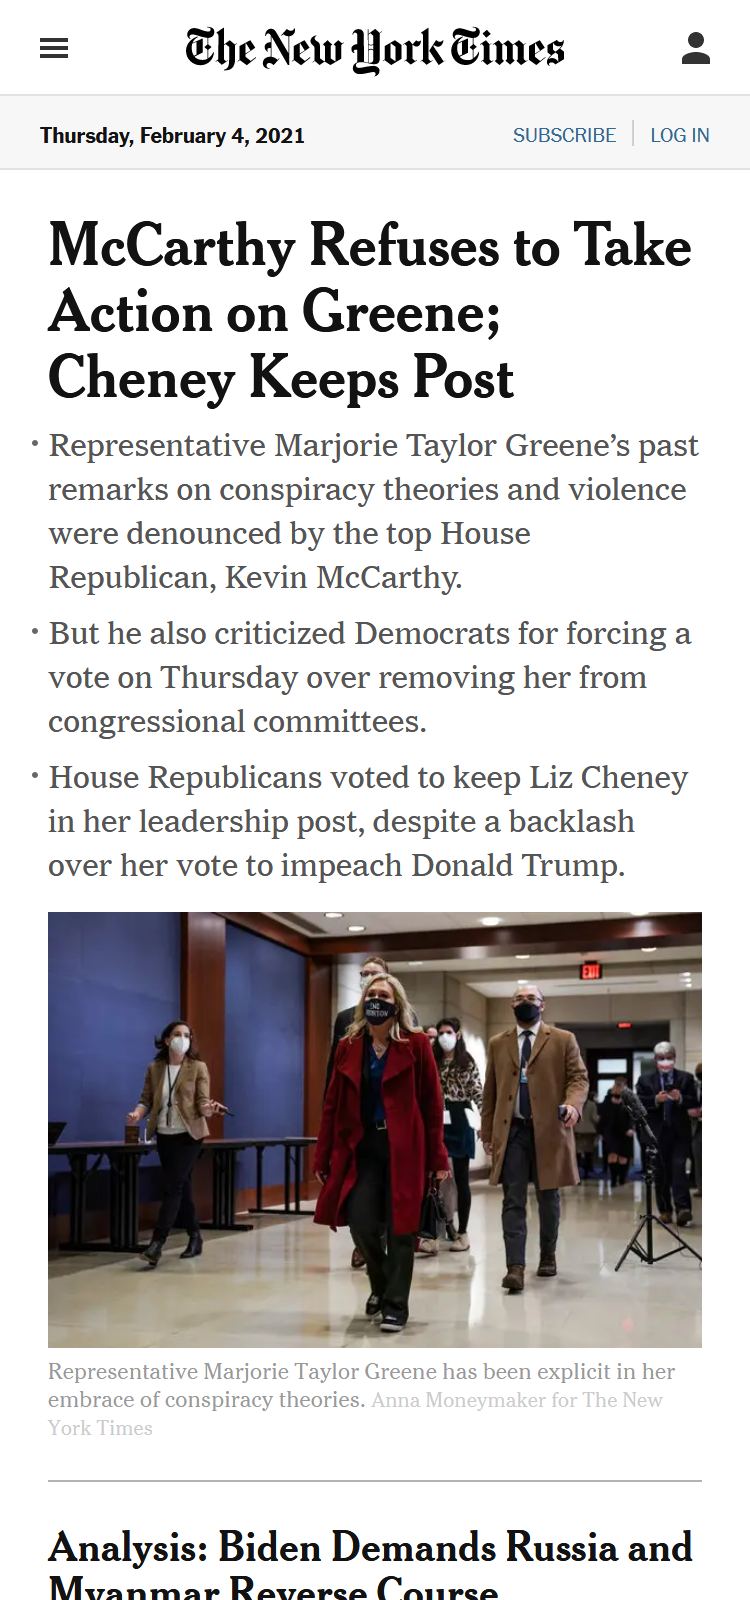 The New York Times
Thursday, February 4, 2021
SUBSCRIBE
LOG IN
McCarthy Refuses to Take
Action on Greene;
Cheney Keeps Post
• Representative Marjorie Taylor Greene’s past
remarks on conspiracy theories and violence
were denounced by the top House
Republican, Kevin McCarthy.
• But he also criticized Democrats for forcing a
vote on Thursday over removing her from
congressional committees.
• House Republicans voted to keep Liz Cheney
in her leadership post, despite a backlash
over her vote to impeach Donald Trump.
EXIT
Representative Marjorie Taylor Greene has been explicit in her
embrace of conspiracy theories. Anna Moneymaker for The New
York Times
Analysis: Biden Demands Russia and
Myanmar Reverse Course